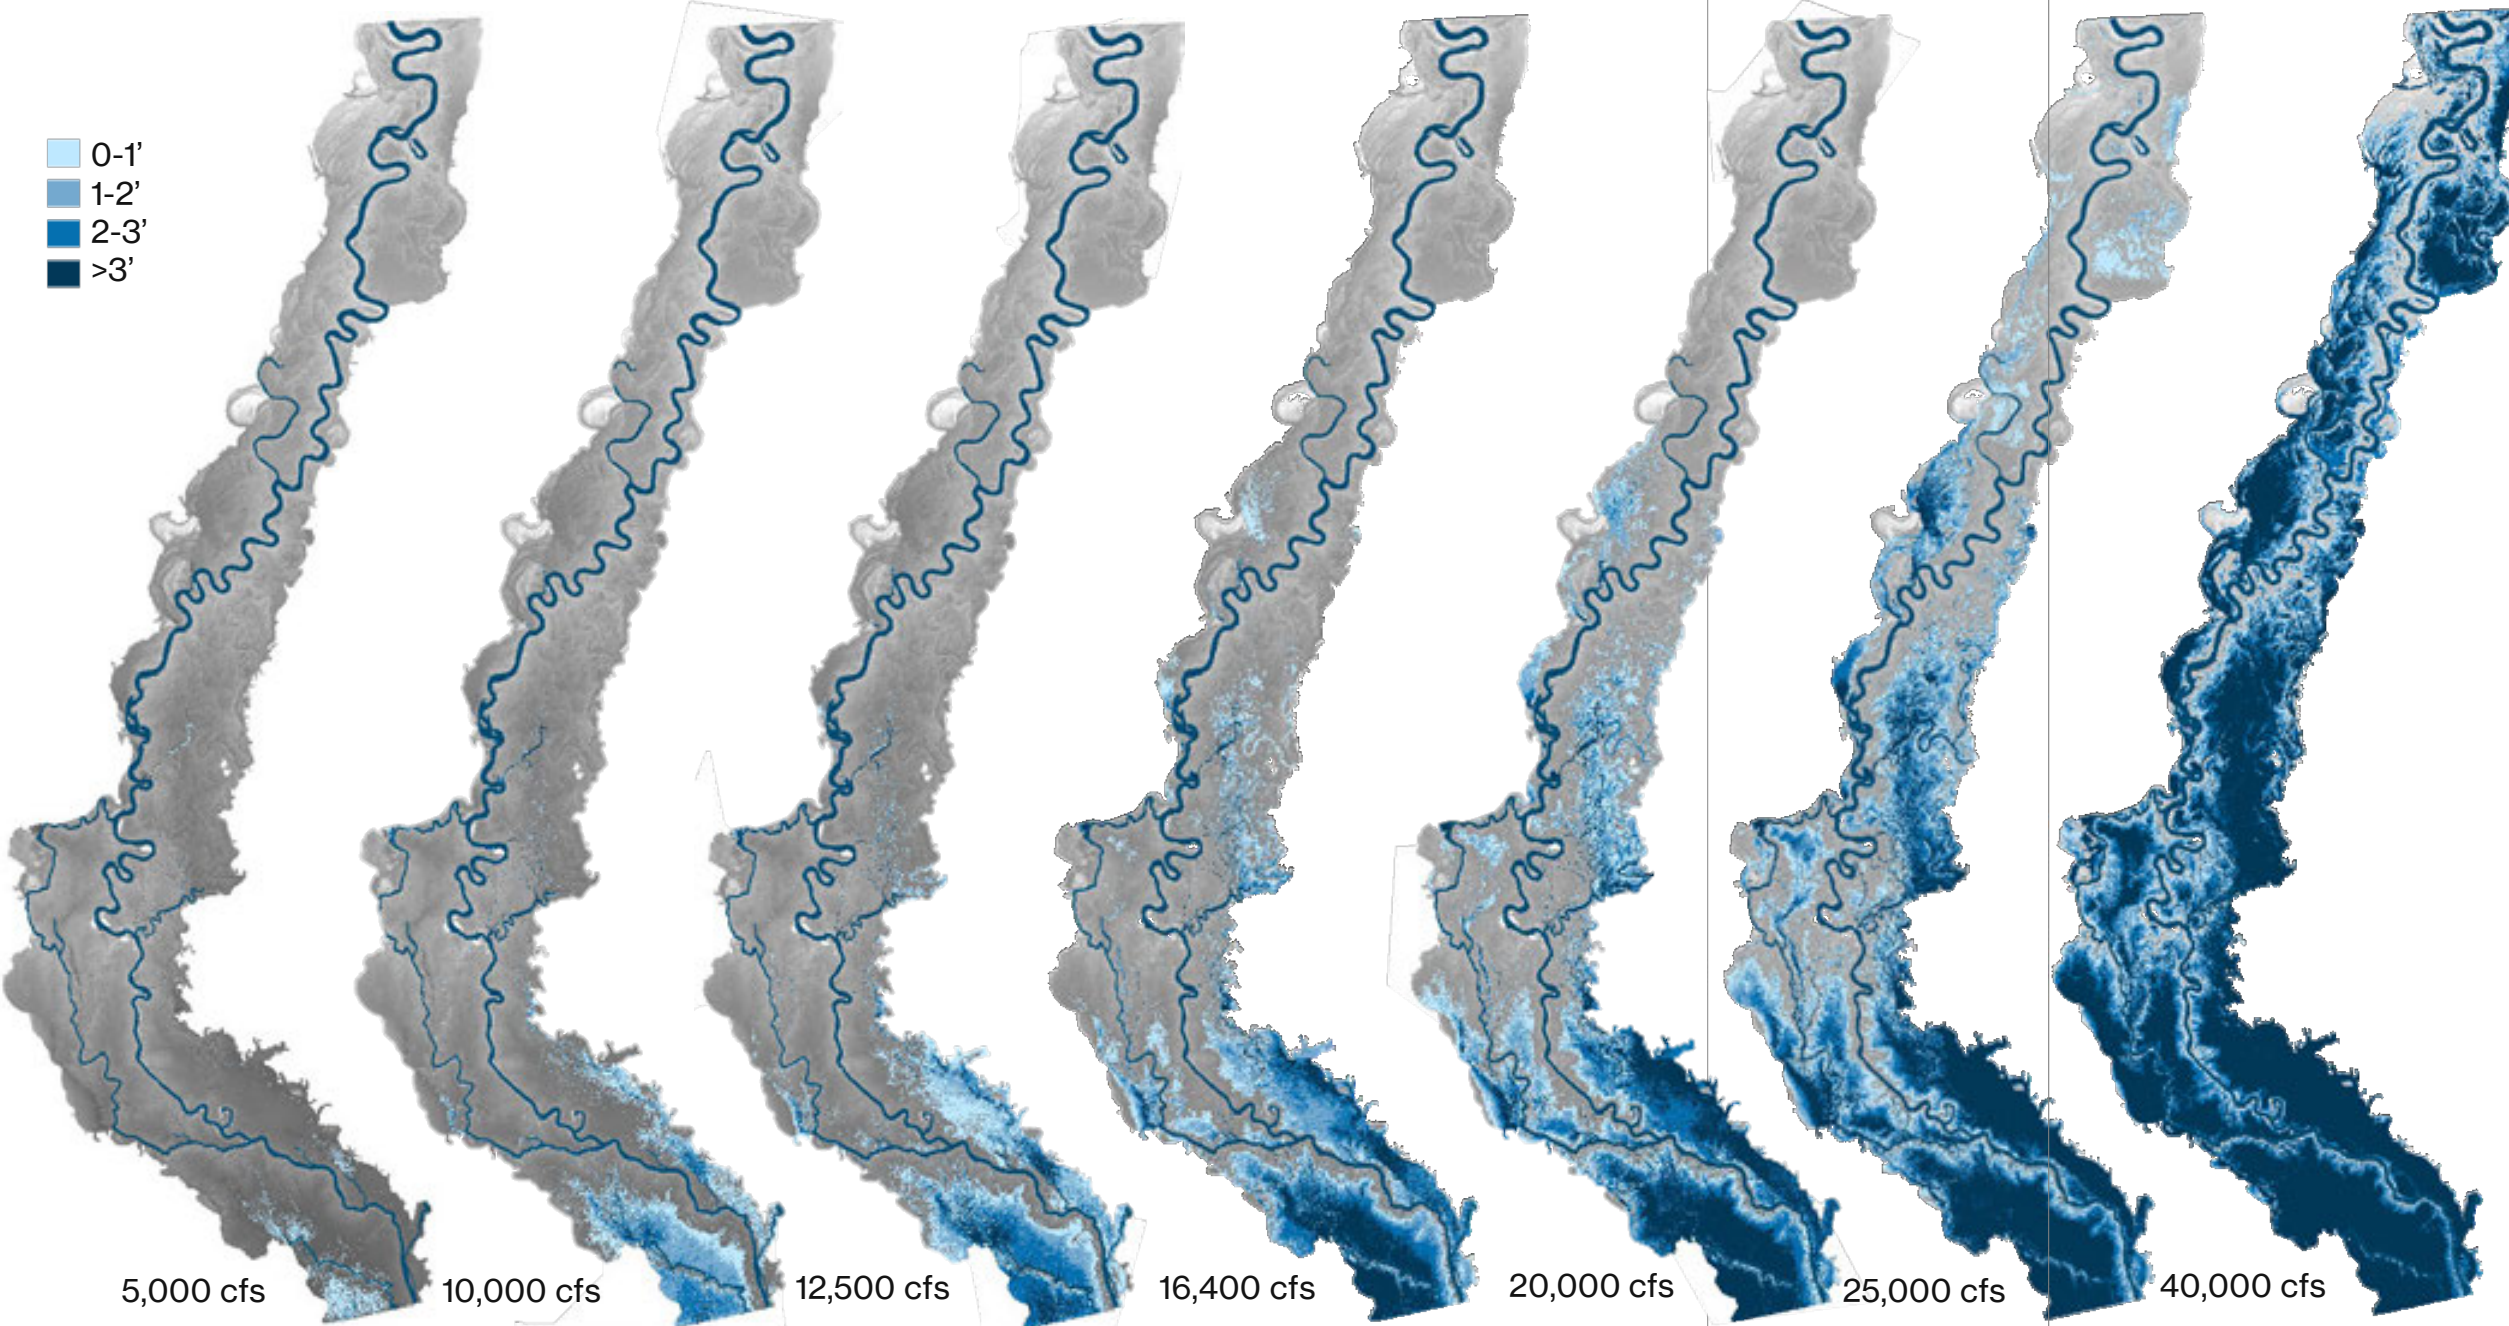 0-1’
1-2’
2-3’
>3’
5,000 cfs
10,000 cfs
12,500 cfs
16,400 cfs
20,000 cfs
25,000 cfs
40,000 cfs